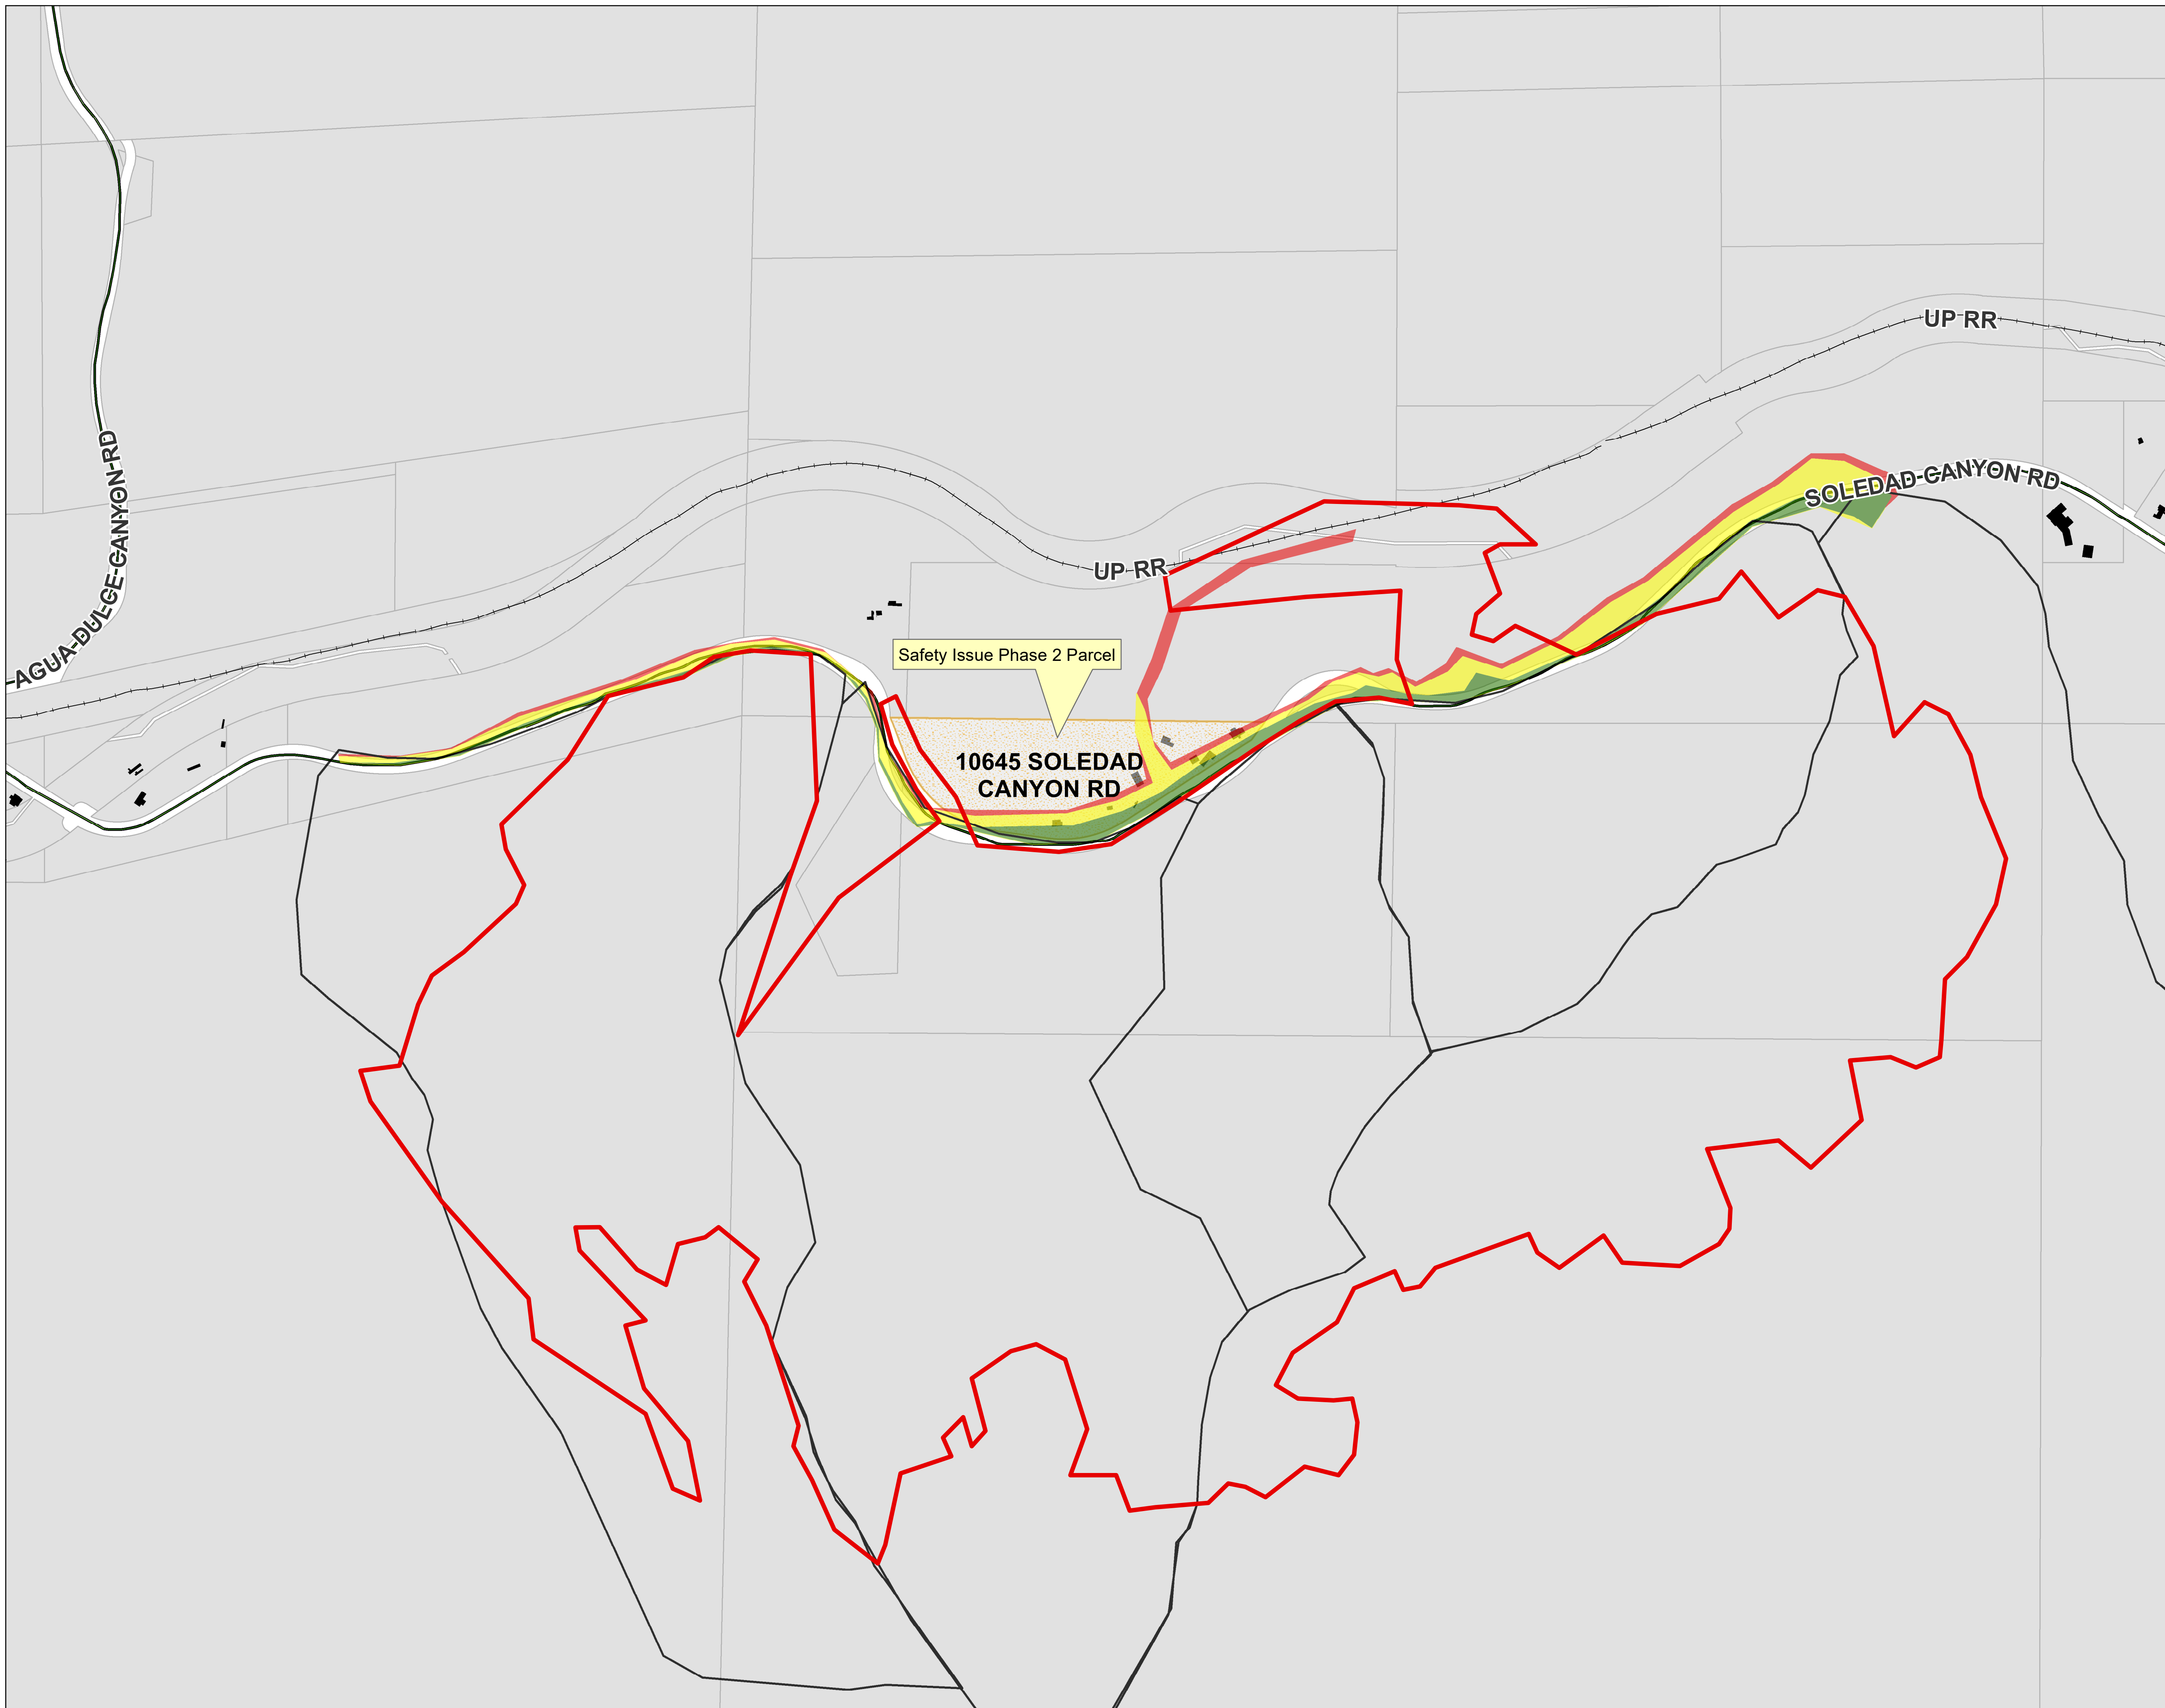 UP RR
SOLEDAD-CANYON RD
AGUA-DULCE-CANYON-RD
UP RR
Safety Issue Phase 2 Parcel
10645 SOLEDAD
CANYON RD